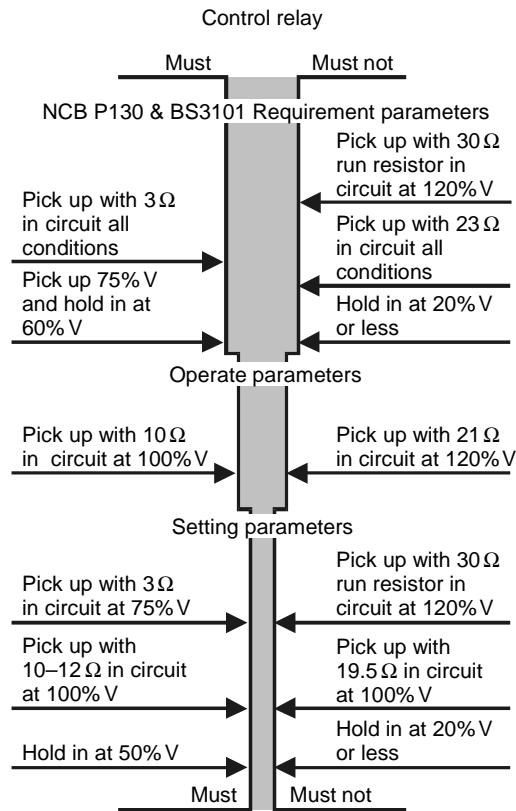 Control relay
Must
Must not
NCB P130 & BS3101 Requirement parameters
Pick up with 3 Ω
in circuit all
conditions
Pick up 75% V
and hold in at
60% V
Pick up with 30 Ω
run resistor in
circuit at 120% V
Pick up with 23 Ω
in circuit all
conditions
Hold in at 20% V
or less
Operate parameters
Pick up with 10 Ω
in circuit at 100% V
Pick up with 21 Ω
in circuit at 120% V
Setting parameters
Pick up with 3 Ω
in circuit at 75% V
Pick up with
10–12 Ω in circuit
at 100% V
Hold in at 50% V
Pick up with 30 Ω
run resistor in
circuit at 120% V
Pick up with
19.5 Ω in circuit
at 100% V
Hold in at 20% V
or less
Must
Must not